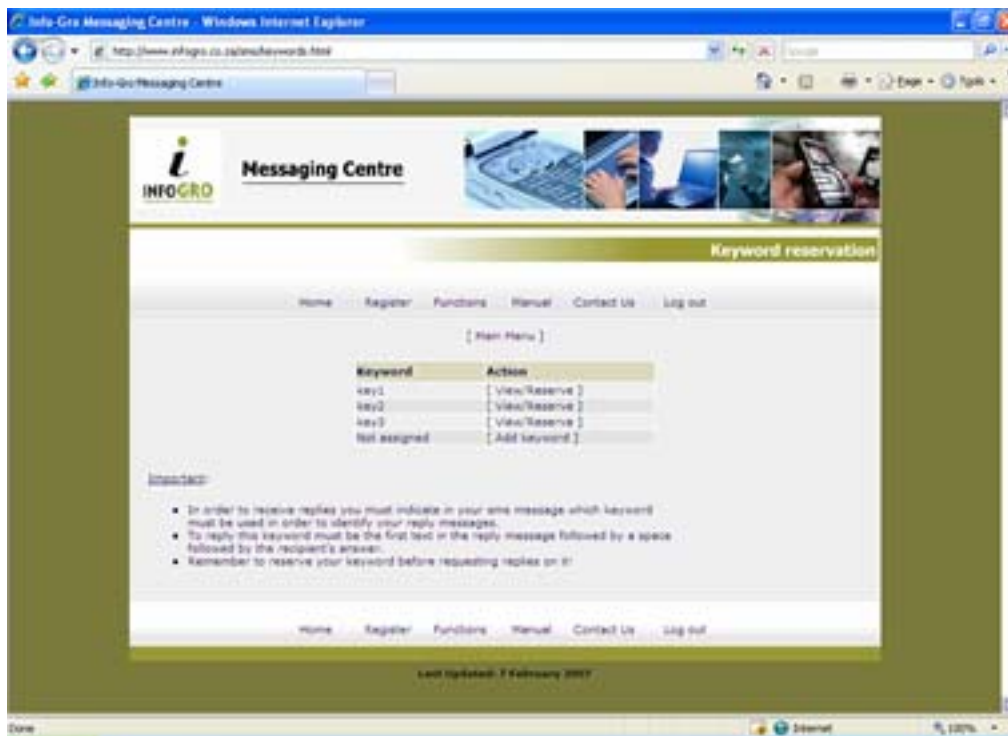 Info-Gro Messaging Centre - Windows Internet Explorer
Google
Info-Gro Messaging Centre
Page Tools
i
INFOGRO
Messaging Centre
Keyword reservation
Home Register Functions Manual Contact Us Log out
[ Main Menu ]
Keyword Action
key1 [ View/Reserve ]
key2 [ View/Reserve ]
key3 [ View/Reserve ]
Not assigned [ Add keyword ]
Important:
In order to receive replies you must indicate in your sms message which keyword
must be used in order to identify your reply messages.
To reply this keyword must be the first text in the reply message followed by a space
followed by the recipient's answer.
Remember to reserve your keyword before requesting replies on it!
Home Register Functions Manual Contact Us Log out
Last Updated: 7 February 2007
Done Internet 100%